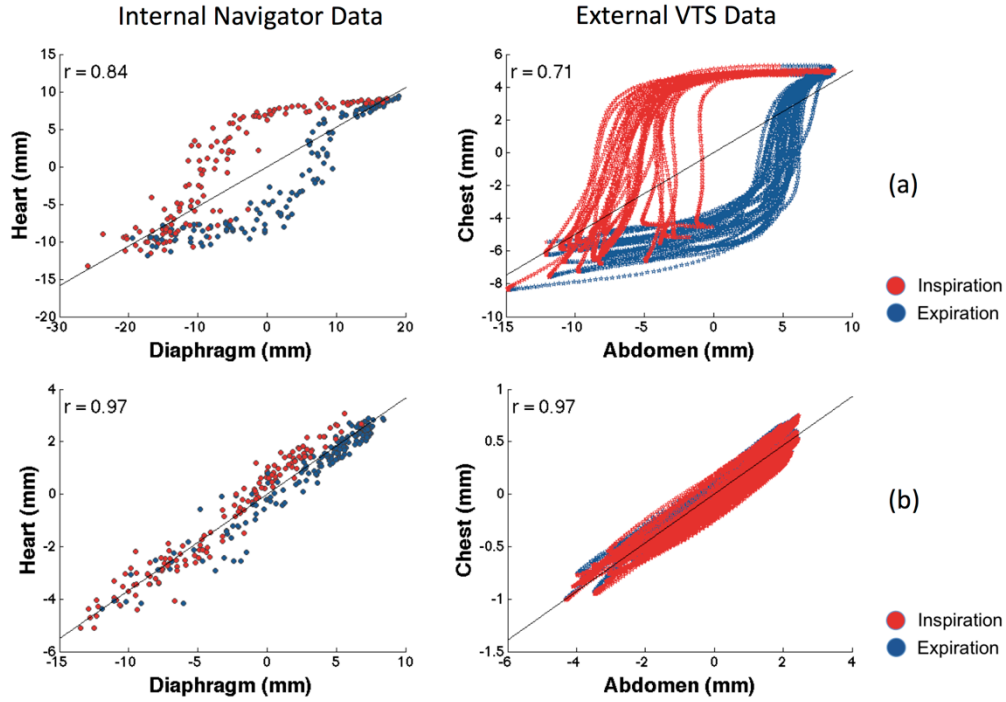 Internal Navigator Data
External VTS Data
r = 0.84
15
10
5
0
-5
-10
-15
-20
-30
-20
-10
0
10
20
Heart (mm)
Diaphragm (mm)
r = 0.71
6
4
2
0
-2
-4
-6
-8
-10
-15
-10
-5
0
5
10
Chest (mm)
Abdomen (mm)
(a)
Inspiration
Expiration
r = 0.97
4
2
0
-2
-4
-6
-15
-10
-5
0
5
10
Heart (mm)
Diaphragm (mm)
r = 0.97
1
0.5
0
-0.5
-1
-1.5
-6
-4
-2
0
2
4
Chest (mm)
Abdomen (mm)
(b)
Inspiration
Expiration